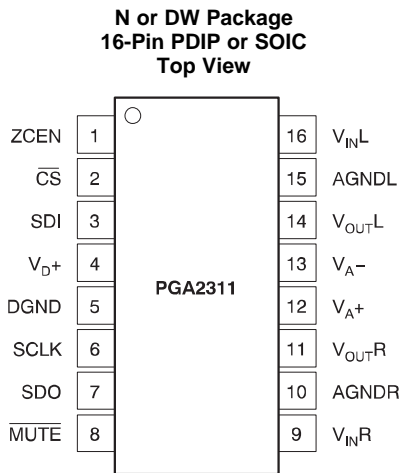 N or DW Package
16-Pin PDIP or SOIC
Top View
ZCEN 1 16 VINL
CS 2 15 AGNDL
SDI 3 14 VOUTL
VD+ 4 13 VA−
PGA2311
DGND 5 12 VA+
SCLK 6 11 VOUTR
SDO 7 10 AGNDR
MUTE 8 9 VINR